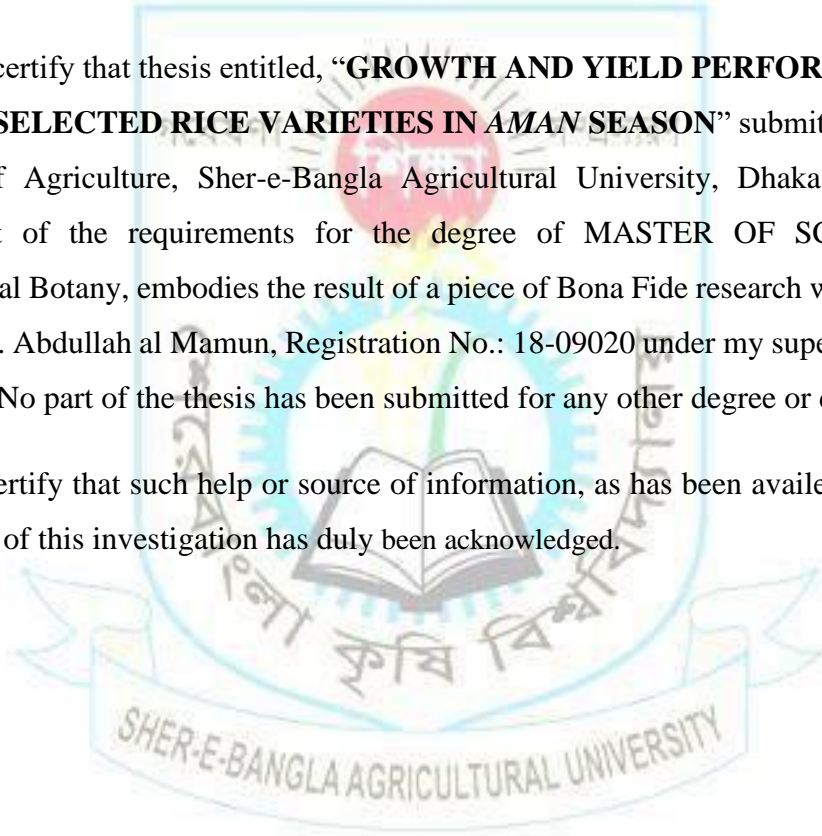 certify that thesis entitled, “GROWTH AND YIELD PERFOR
SELECTED RICE VARIETIES IN AMAN SEASON” submit
f Agriculture, Sher-e-Bangla Agricultural University, Dhaka
t of the requirements for the degree of MASTER OF SC
al Botany, embodies the result of a piece of Bona Fide research w
. Abdullah al Mamun, Registration No.: 18-09020 under my supe
No part of the thesis has been submitted for any other degree or
ertify that such help or source of information, as has been availe
of this investigation has duly been acknowledged.
শেরেবাংলা কৃষি বিশ্ববিদ্যালয়
SHER-E-BANGLA AGRICULTURAL UNIVERSITY